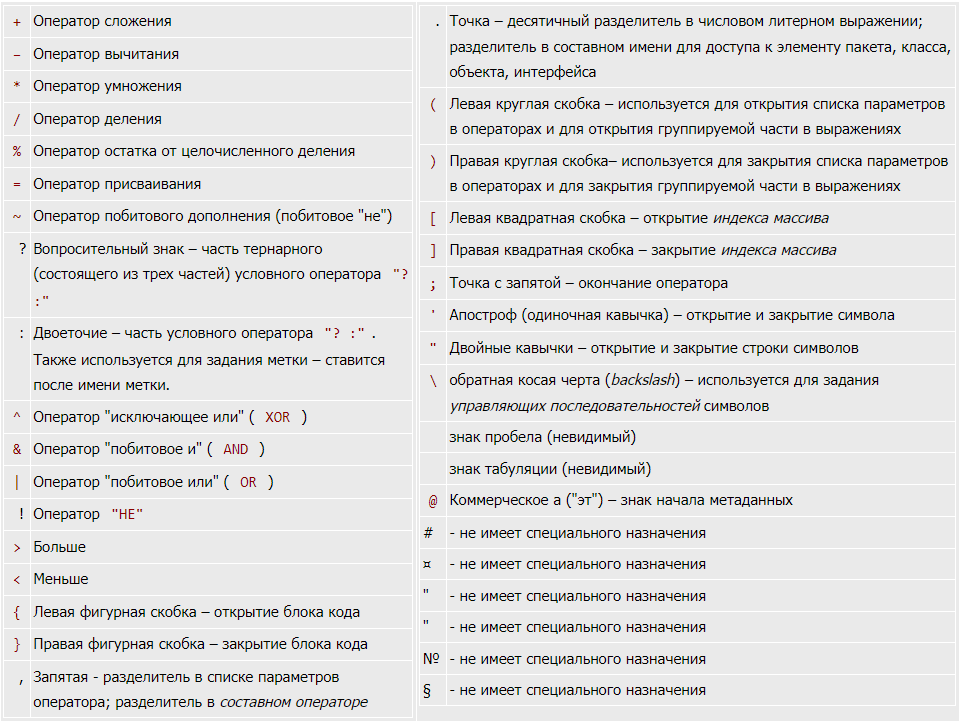 + Оператор сложения
– Оператор вычитания
* Оператор умножения
/ Оператор деления
% Оператор остатка от целочисленного деления
= Оператор присваивания
~ Оператор побитового дополнения (побитовое "не")
? Вопросительный знак – часть тернарного
(состоящего из трех частей) условного оператора "?
:"
: Двоеточие – часть условного оператора "? :" .
Также используется для задания метки – ставится
после имени метки.
^ Оператор "исключающее или" ( XOR )
& Оператор "побитовое и" ( AND )
| Оператор "побитовое или" ( OR )
! Оператор "НЕ"
> Больше
< Меньше
{ Левая фигурная скобка – открытие блока кода
} Правая фигурная скобка – закрытие блока кода
, Запятая - разделитель в списке параметров
оператора; разделитель в составном операторе
. Точка – десятичный разделитель в числовом литерном выражении;
разделитель в составном имени для доступа к элементу пакета, класса,
объекта, интерфейса
( Левая круглая скобка – используется для открытия списка параметров
в операторах и для открытия группируемой части в выражениях
) Правая круглая скобка– используется для закрытия списка параметров
в операторах и для закрытия группируемой части в выражениях
[ Левая квадратная скобка – открытие индекса массива
] Правая квадратная скобка – закрытие индекса массива
; Точка с запятой – окончание оператора
' Апостроф (одиночная кавычка) – открытие и закрытие символа
" Двойные кавычки – открытие и закрытие строки символов
\ обратная косая черта (backslash) – используется для задания
управляющих последовательностей символов
знак пробела (невидимый)
знак табуляции (невидимый)
@ Коммерческое а ("эт") – знак начала метаданных
# - не имеет специального назначения
¤ - не имеет специального назначения
" - не имеет специального назначения
" - не имеет специального назначения
№ - не имеет специального назначения
§ - не имеет специального назначения